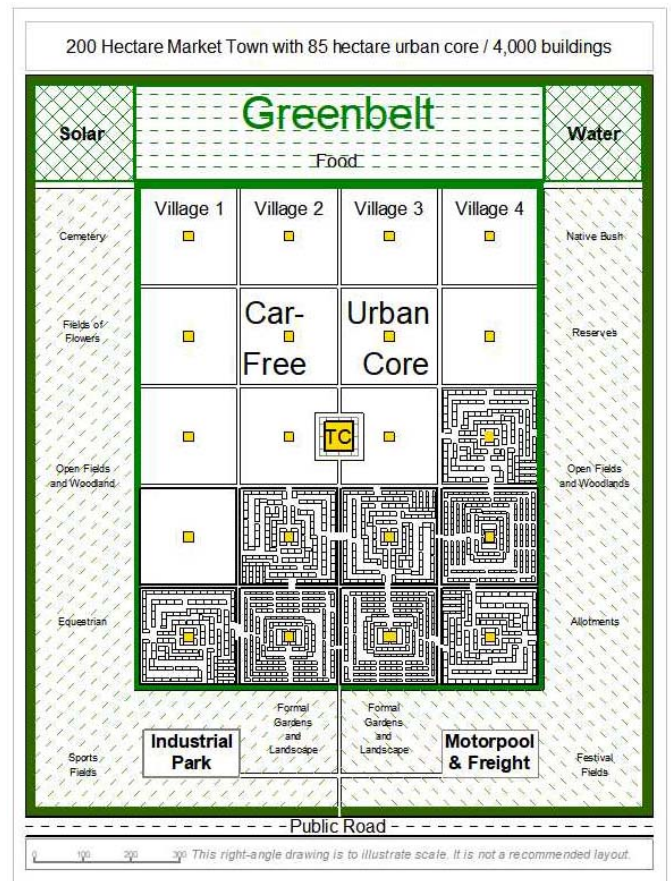 200 Hectare Market Town with 85 hectare urban core / 4,000 buildings
Solar
Greenbelt
Food
Water
Village 1
Village 2
Village 3
Village 4
Cemetery
Native Bush
Fields of
Flowers
Car-
Free
Urban
Core
Reserves
TC
Open Fields
and Woodland
Open Fields
and Woodlands
Equestrian
Allotments
Formal
Gardens
and
Landscape
Formal
Gardens
and
Landscape
Sports
Fields
Industrial
Park
Motorpool
& Freight
Festival
Fields
Public Road
0 100 200 300
This right-angle drawing is to illustrate scale. It is not a recommended layout.